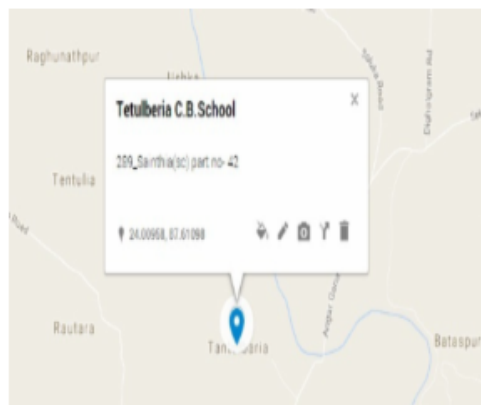 Raghunathpur
Tetulberia C.B.School
289_Sainthia(sc) part no- 42
Tentulia
24.00958, 87.61098
Rautara
Bataspur